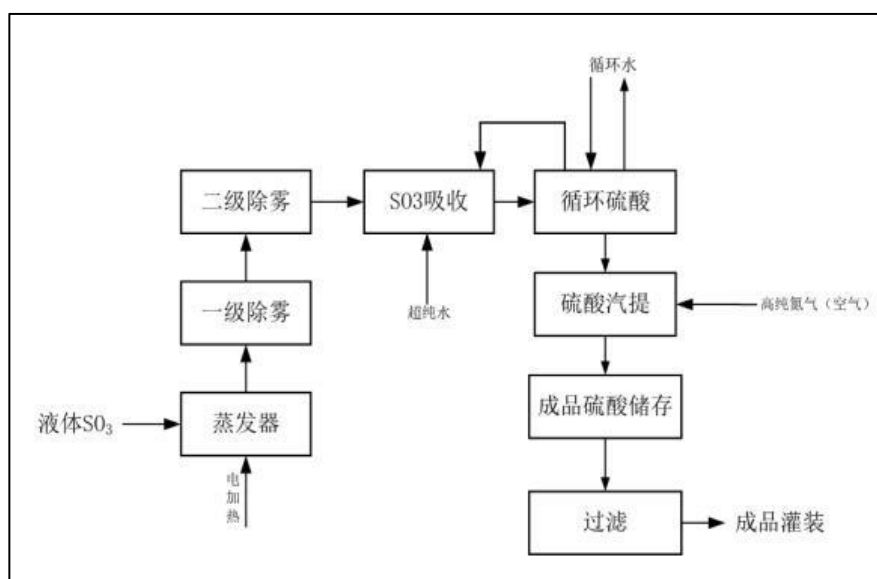 循环水
二级除雾
SO3吸收
循环硫酸
一级除雾
超纯水
硫酸汽提
高纯氮气（空气）
液体SO₃
蒸发器
成品硫酸储存
电加热
过滤
成品灌装